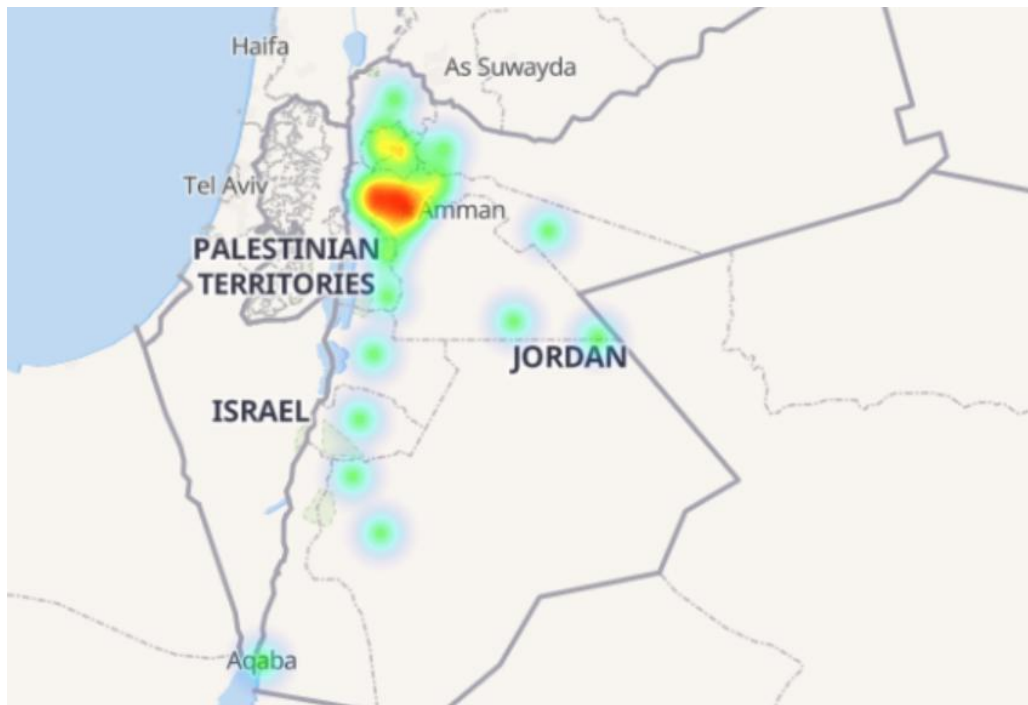 Haifa
As Suwayda
Tel Aviv
Amman
PALESTINIAN
TERRITORIES
JORDAN
ISRAEL
Aqaba